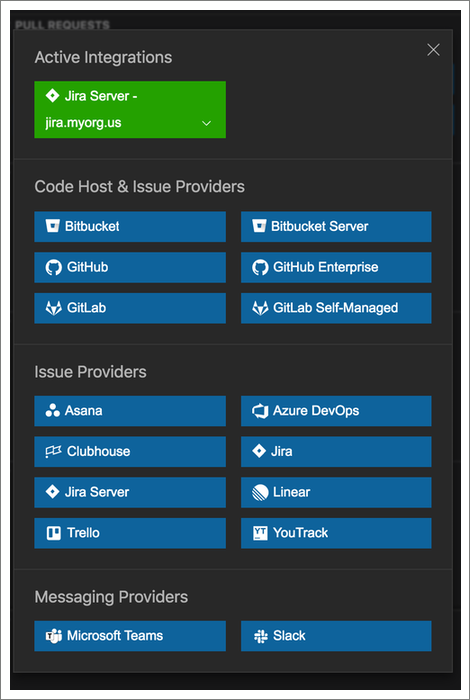 PULL REQUESTS
Active Integrations
Jira Server -
jira.myorg.us
Code Host & Issue Providers
Bitbucket
Bitbucket Server
GitHub
GitHub Enterprise
GitLab
GitLab Self-Managed
Issue Providers
Asana
Azure DevOps
Clubhouse
Jira
Jira Server
Linear
Trello
YT
YouTrack
Messaging Providers
Microsoft Teams
Slack